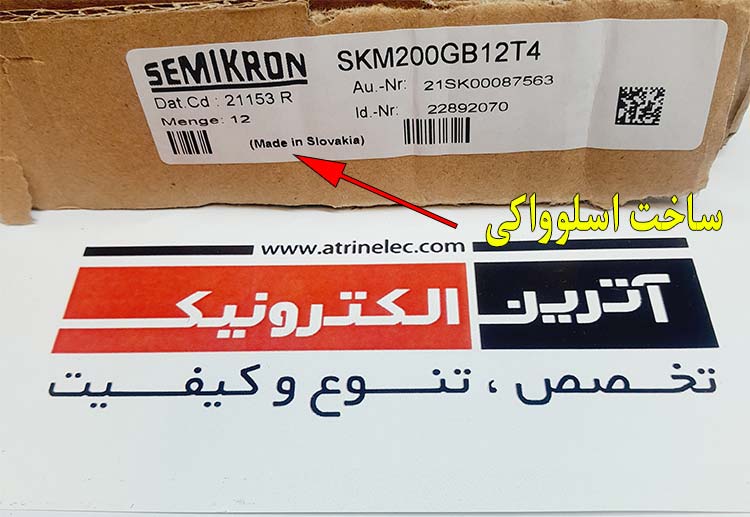 SEMIKRON
SKM200GB12T4
Dat.Cd : 21153 R
Au.-Nr: 21SK00087563
Menge: 12
Id.-Nr: 22892070
(Made in Slovakia)
ساخت اسلوواکی
www.atrinelec.com
آترین الکترونیک
تخصص ، تنوع و کیفیت